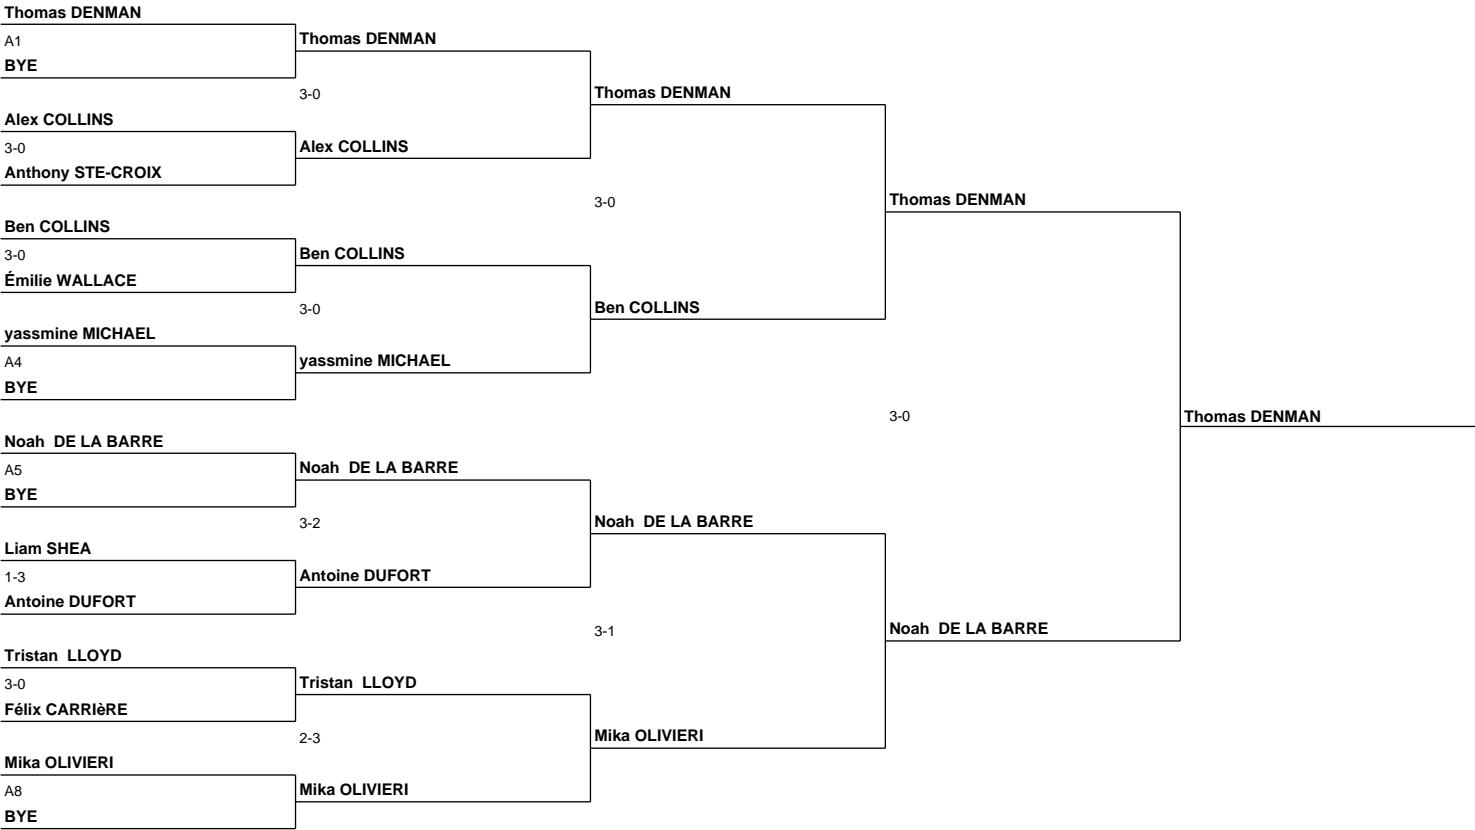 Thomas DENMAN
A1
BYE
Thomas DENMAN
3-0
Alex COLLINS
3-0
Anthony STE-CROIX
Alex COLLINS
Thomas DENMAN
3-0
Ben COLLINS
3-0
Émilie WALLACE
Ben COLLINS
3-0
yassmine MICHAEL
A4
BYE
yassmine MICHAEL
Ben COLLINS
Thomas DENMAN
3-0
Thomas DENMAN
Noah  DE LA BARRE
A5
BYE
Noah  DE LA BARRE
3-2
Liam SHEA
1-3
Antoine DUFORT
Antoine DUFORT
Noah  DE LA BARRE
3-1
Noah  DE LA BARRE
Tristan  LLOYD
3-0
Félix CARRIèRE
Tristan  LLOYD
2-3
Mika OLIVIERI
Mika OLIVIERI
A8
BYE
Mika OLIVIERI